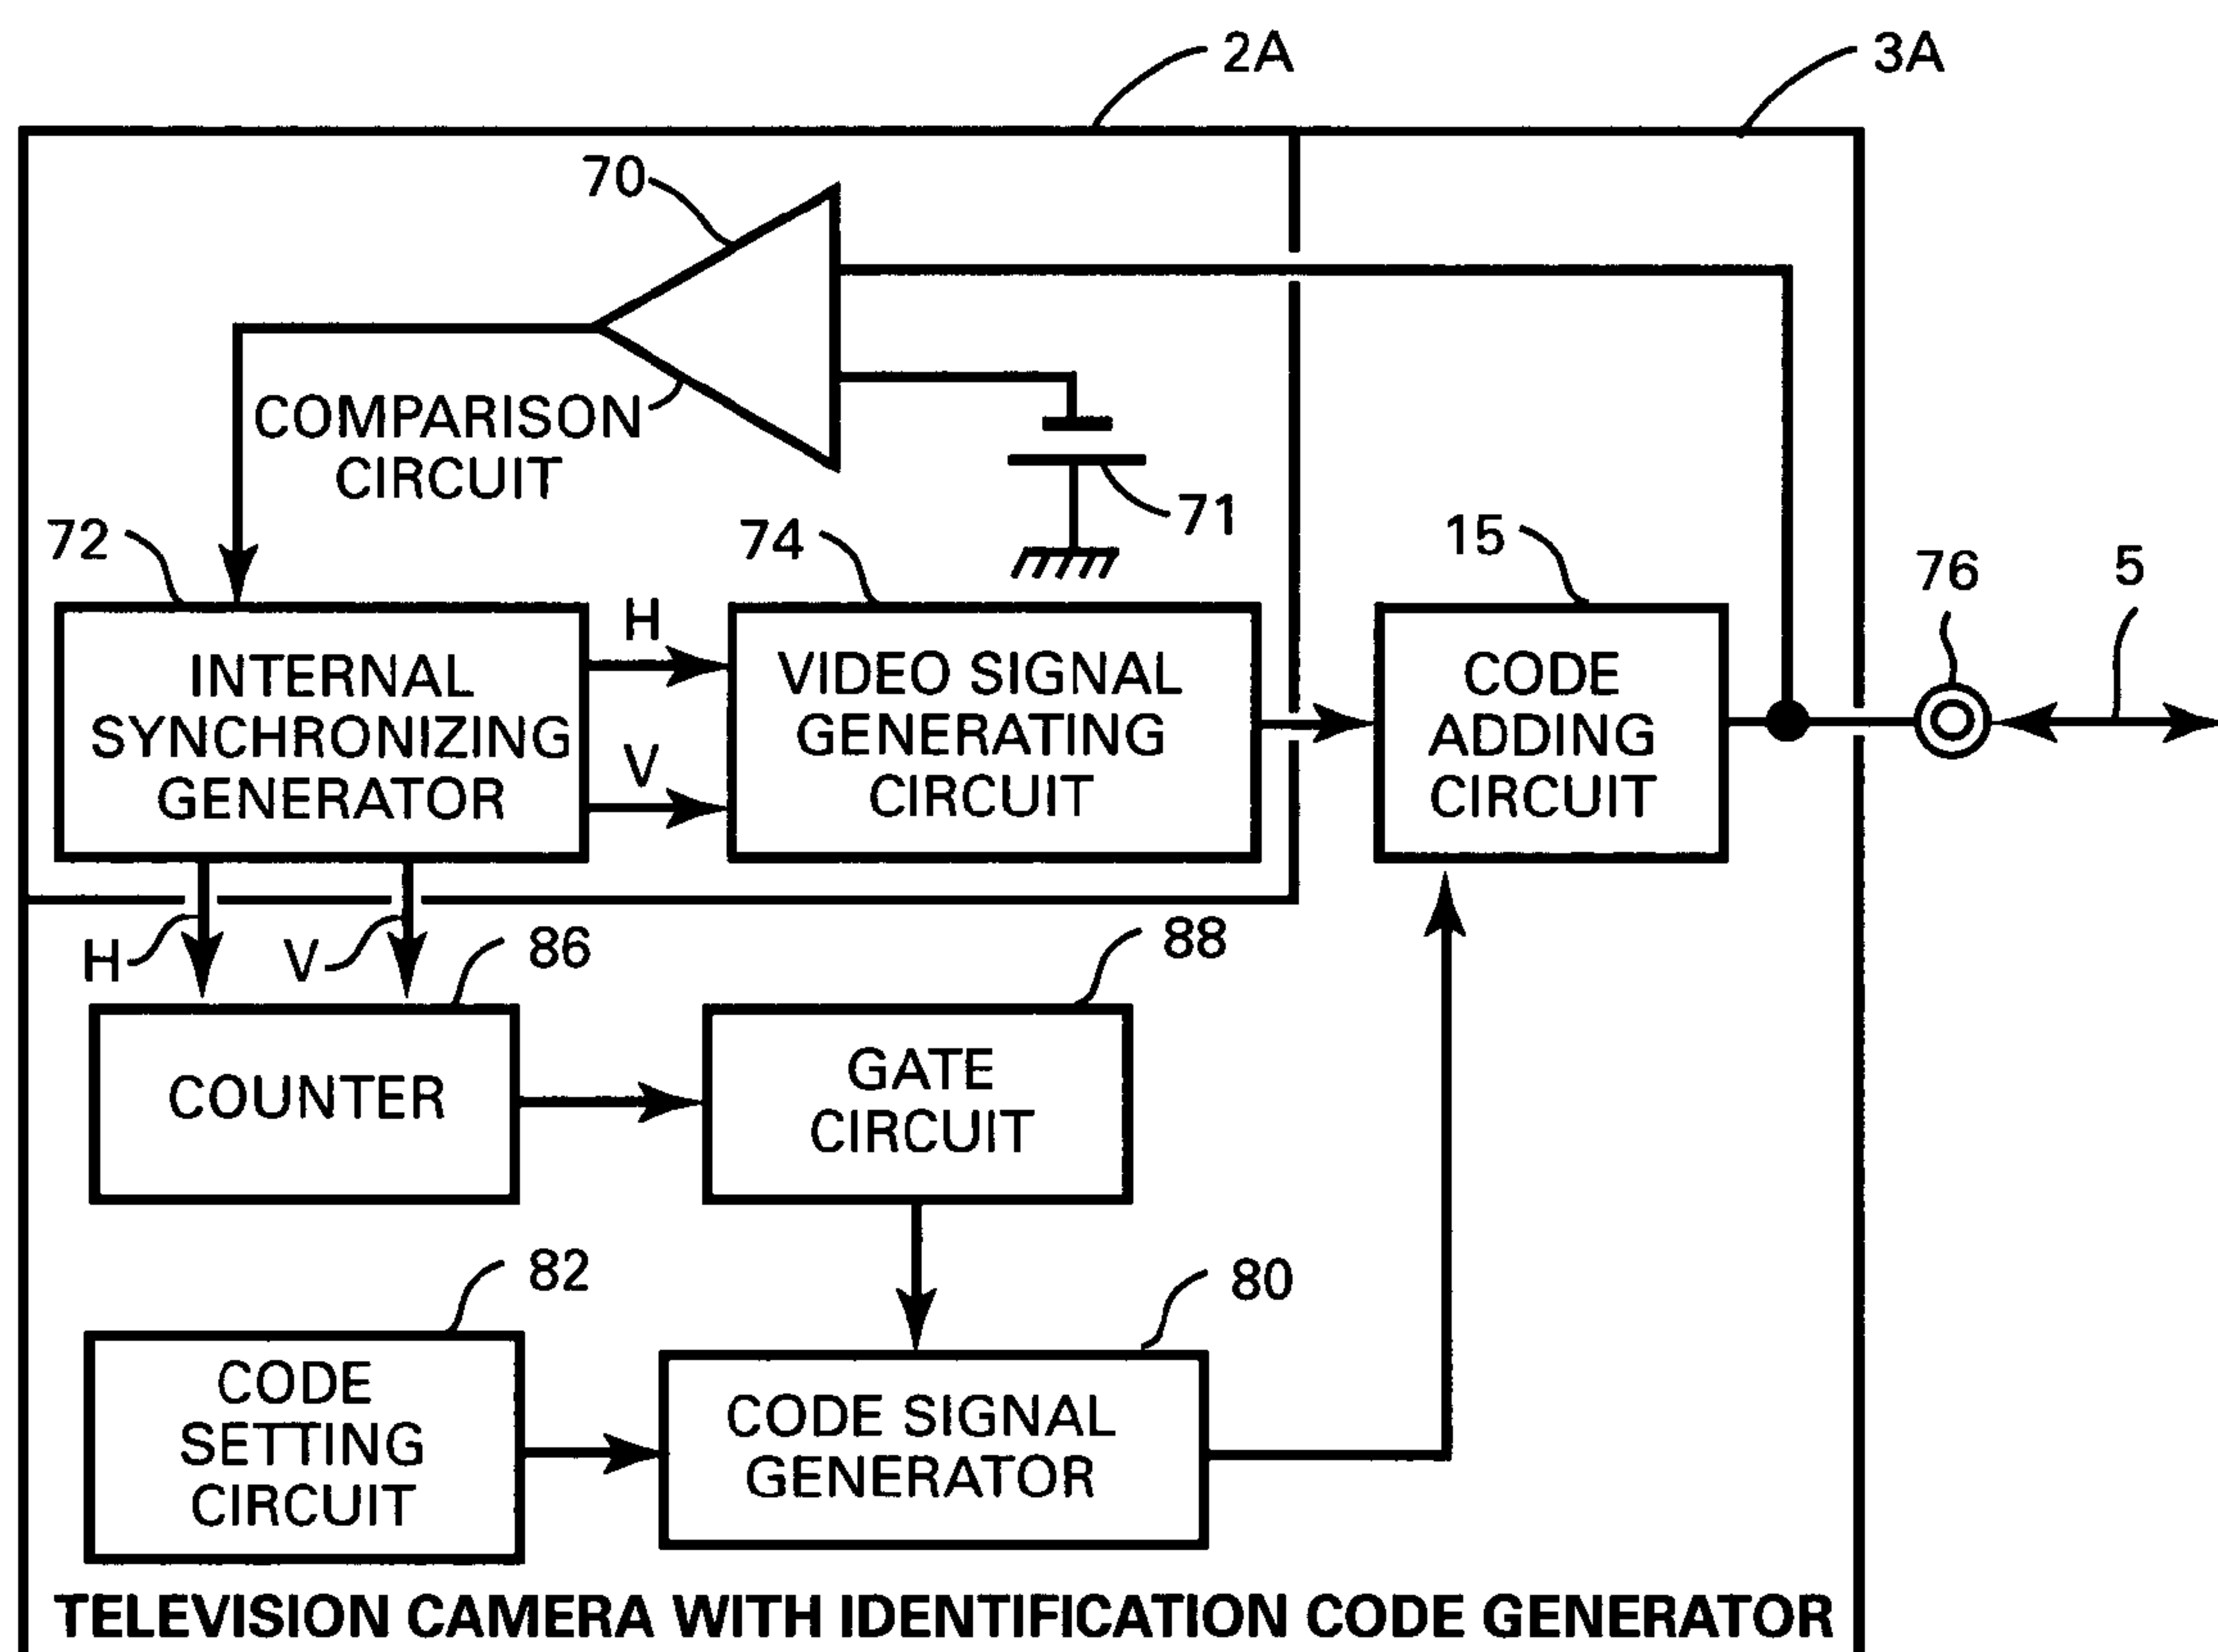 2A
3A
70
COMPARISON
CIRCUIT
71
72
74
15
76
5
INTERNAL
SYNCHRONIZING
GENERATOR
H
V
VIDEO SIGNAL
GENERATING
CIRCUIT
CODE
ADDING
CIRCUIT
H
V
86
88
COUNTER
GATE
CIRCUIT
82
80
CODE
SETTING
CIRCUIT
CODE SIGNAL
GENERATOR
TELEVISION CAMERA WITH IDENTIFICATION CODE GENERATOR